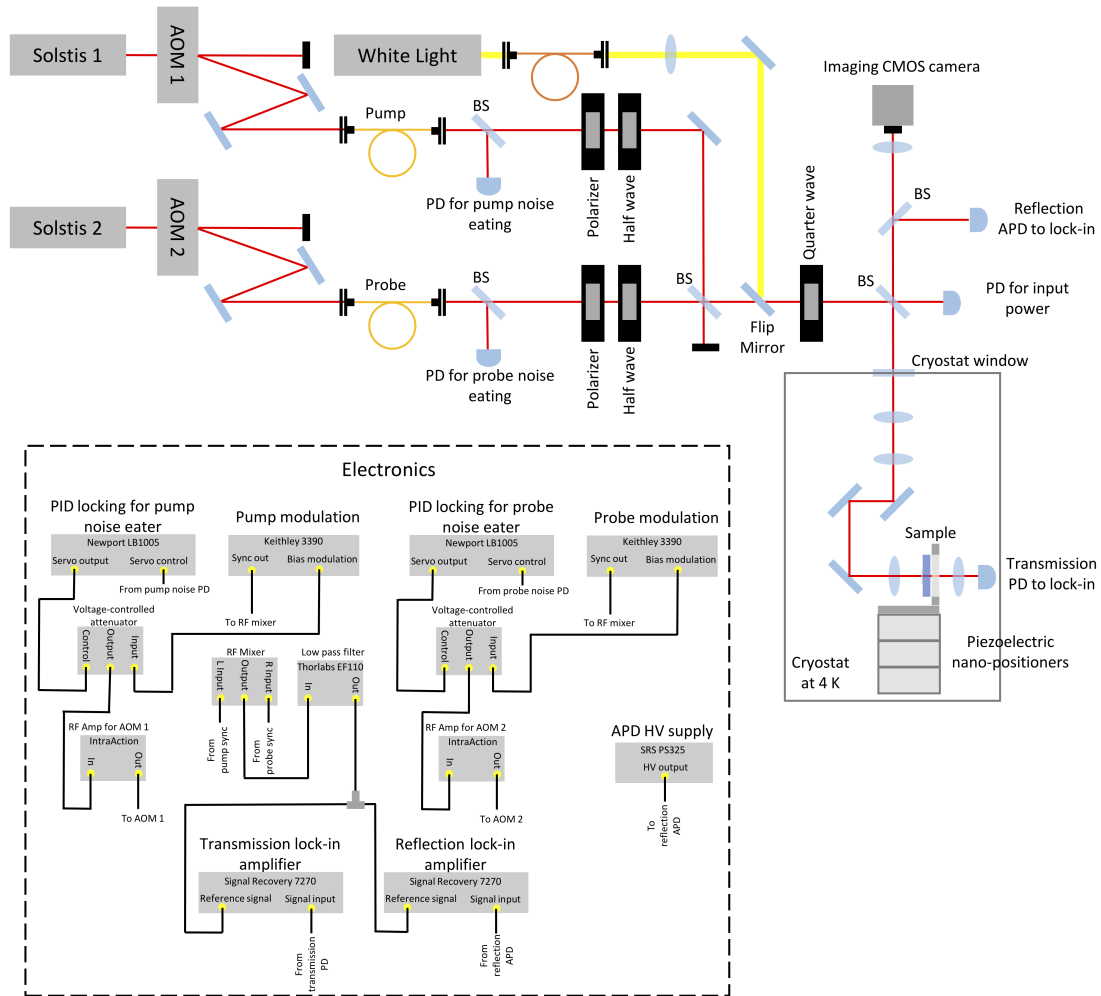 Solstis 1
AOM 1
White Light
Imaging CMOS camera
Pump
BS
PD for pump noise
eating
Polarizer
Half wave
BS
Reflection
APD to lock-in
Solstis 2
AOM 2
Probe
BS
PD for probe noise
eating
Polarizer
Half wave
BS
Flip
Mirror
Quarter wave
BS
PD for input
power
Cryostat window
Sample
Transmission
PD to lock-in
Piezoelectric
nano-positioners
Cryostat
at 4 K
Electronics
PID locking for pump
noise eater
Newport LB1005
Servo output
Servo control
From pump noise PD
Pump modulation
Keithley 3390
Sync out
Bias modulation
To RF mixer
PID locking for probe
noise eater
Newport LB1005
Servo output
Servo control
From probe noise PD
Probe modulation
Keithley 3390
Sync out
Bias modulation
To RF mixer
Voltage-controlled
attenuator
Control
Output
Input
RF Mixer
L Input
Output
R Input
From
pump sync
From
probe sync
Low pass filter
Thorlabs EF110
In
Out
Voltage-controlled
attenuator
Control
Output
Input
RF Amp for AOM 1
IntraAction
In
Out
To AOM 1
RF Amp for AOM 2
IntraAction
In
Out
To AOM 2
APD HV supply
SRS PS325
HV output
To
reflection
APD
Transmission lock-in
amplifier
Signal Recovery 7270
Reference signal
Signal input
From
transmission
PD
Reflection lock-in
amplifier
Signal Recovery 7270
Reference signal
Signal input
From
reflection
APD